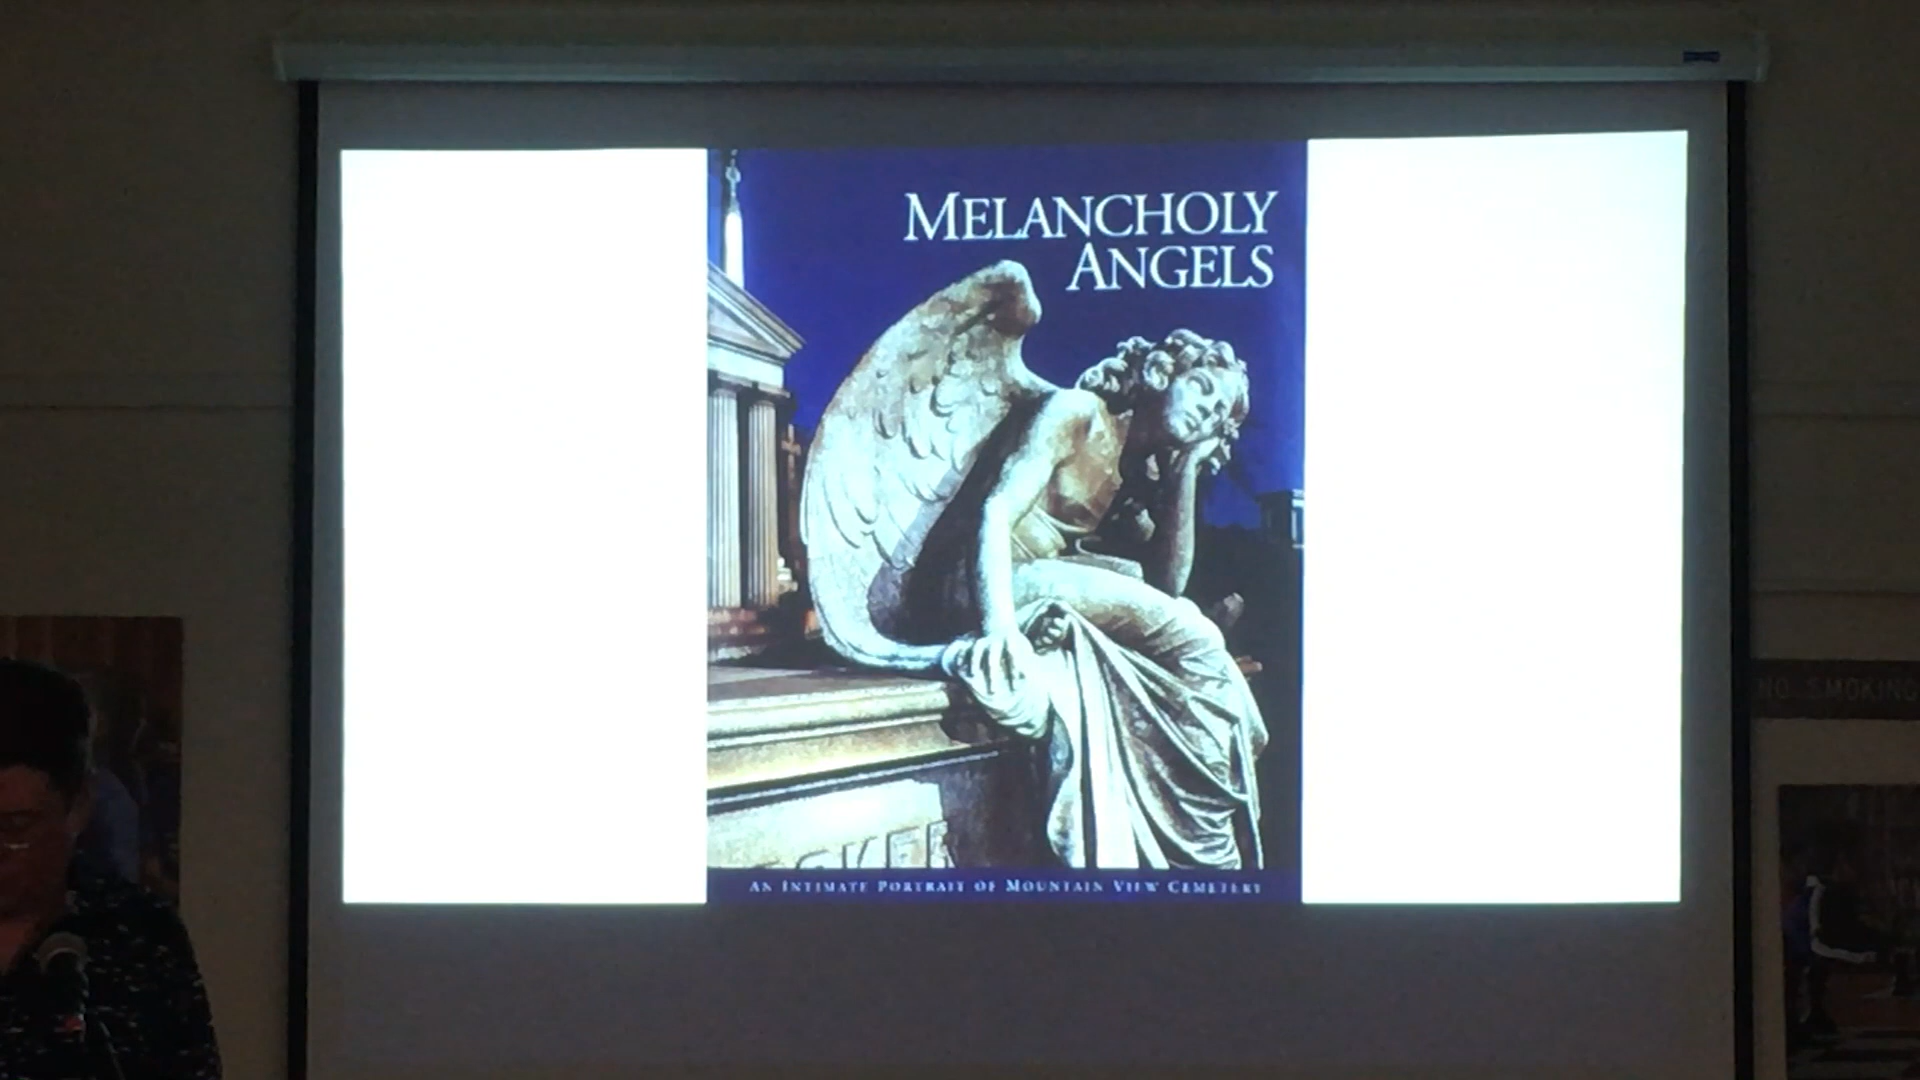 MELANCHOLY
ANGELS
AN INTIMATE PORTRAIT OF MOUNTAIN VIEW CEMETERY
NO SMOKING